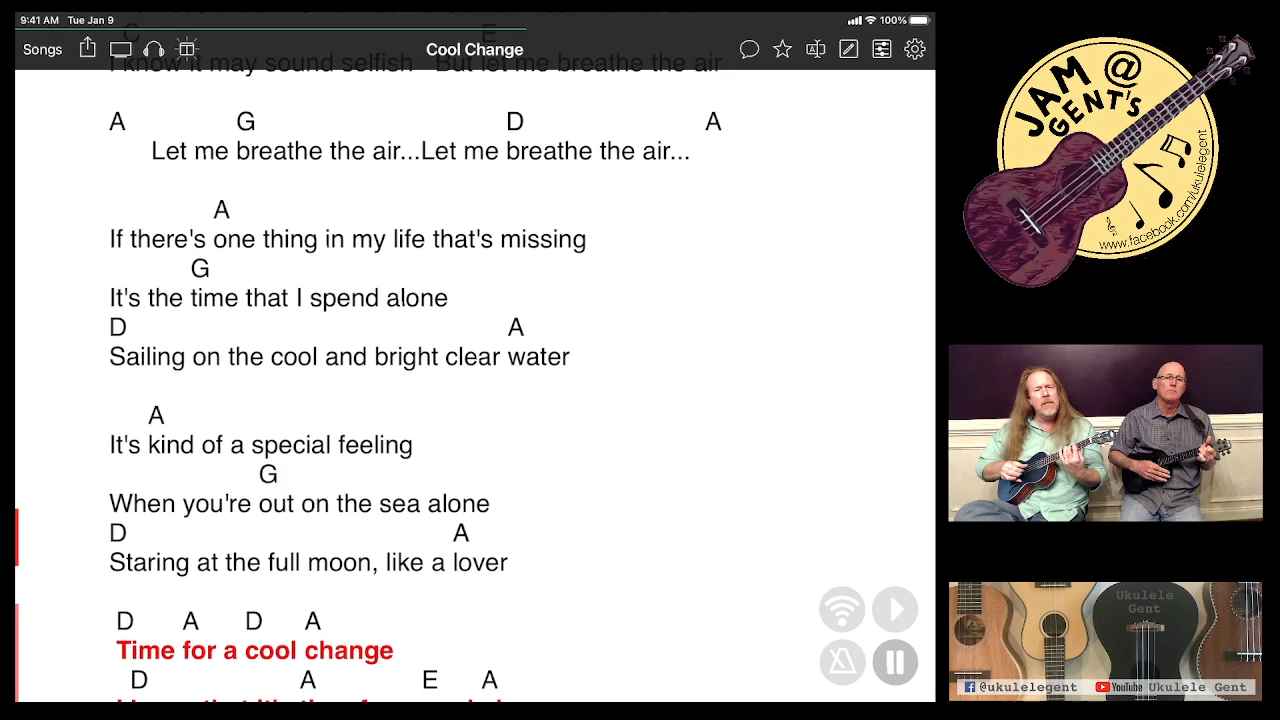 9:41 AM Tue Jan 9
100%
Songs
Cool Change
C E
I know it may sound selfish But let me breathe the air
A G D A
Let me breathe the air...Let me breathe the air...
A
If there's one thing in my life that's missing
G
It's the time that I spend alone
D A
Sailing on the cool and bright clear water
A
It's kind of a special feeling
G
When you're out on the sea alone
D A
Staring at the full moon, like a lover
D A D A
Time for a cool change
D A E A
JAM @
GENT'S
www.facebook.com/ukulelegent
Ukulele
Gent
@ukulelegent YouTube Ukulele Gent